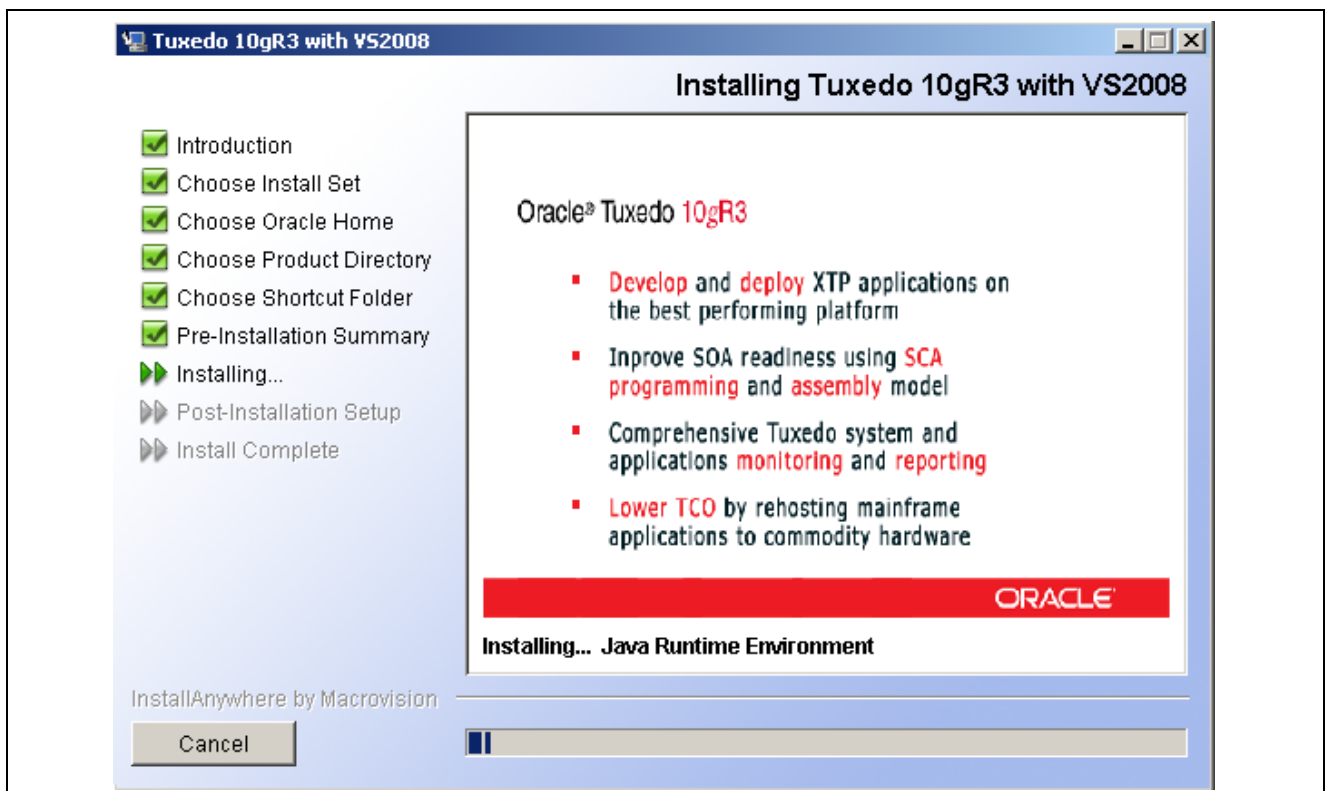 Tuxedo 10gR3 with VS2008
Installing Tuxedo 10gR3 with VS2008
Introduction
Choose Install Set
Choose Oracle Home
Choose Product Directory
Choose Shortcut Folder
Pre-Installation Summary
Installing...
Post-Installation Setup
Install Complete
Oracle® Tuxedo 10gR3
Develop and deploy XTP applications on
the best performing platform
Inprove SOA readiness using SCA
programming and assembly model
Comprehensive Tuxedo system and
applications monitoring and reporting
Lower TCO by rehosting mainframe
applications to commodity hardware
ORACLE
Installing... Java Runtime Environment
InstallAnywhere by Macrovision
Cancel